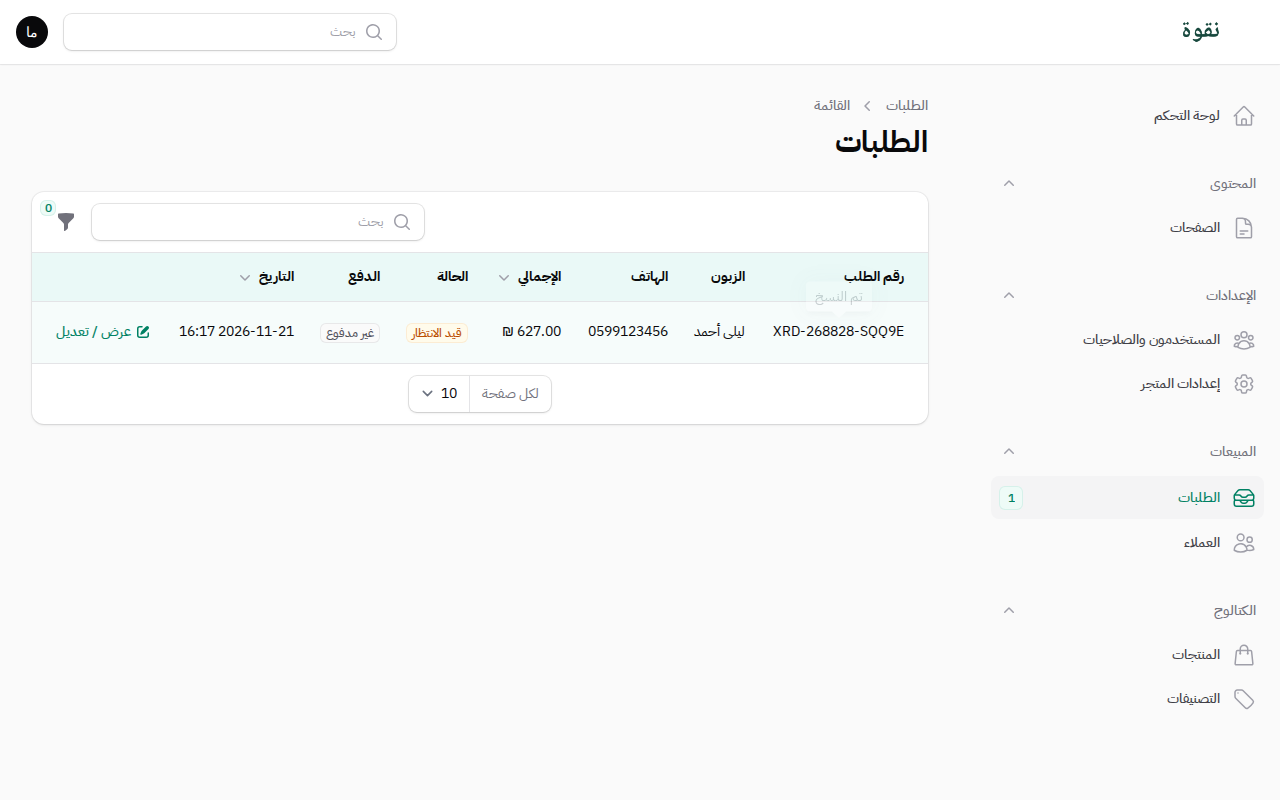 نقوة
بحث
ما
لوحة التحكم
المحتوى
الصفحات
الإعدادات
المستخدمون والصلاحيات
إعدادات المتجر
المبيعات
الطلبات
1
العملاء
الكتالوج
المنتجات
التصنيفات
الطلبات
القائمة
الطلبات
بحث
0
رقم الطلب الزبون الهاتف الإجمالي الحالة الدفع التاريخ
تم النسخ
XRD-268828-SQQ9E ليلى أحمد 0599123456 627.00 ₪ قيد الانتظار غير مدفوع 2026-11-21 16:17 عرض / تعديل
لكل صفحة 10